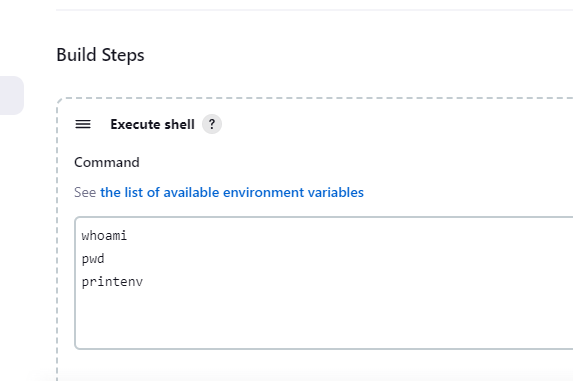 Build Steps
Execute shell ?
Command
See the list of available environment variables
whoami
pwd
printenv